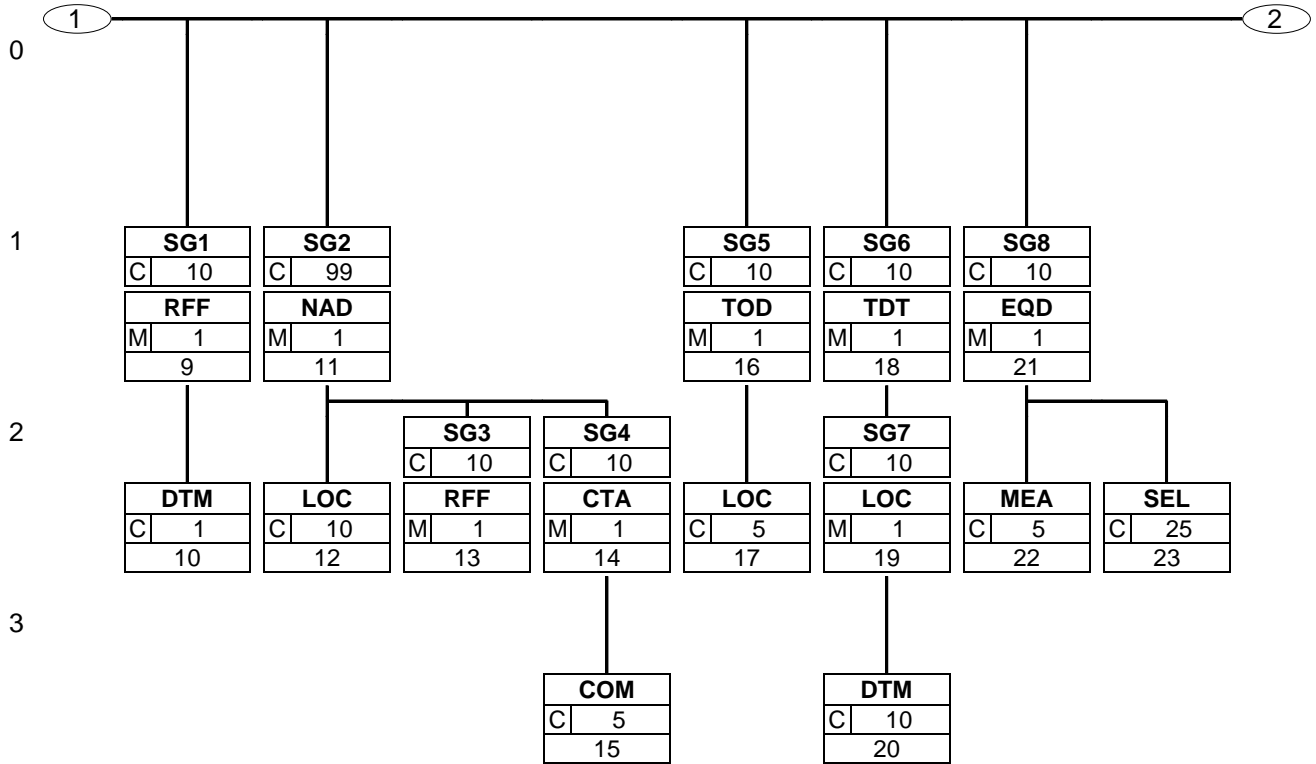 1 2
0
1 SG1 SG2 SG5 SG6 SG8
C 10 C 99 C 10 C 10 C 10
RFF NAD TOD TDT EQD
M 1 M 1 M 1 M 1 M 1
9 11 16 18 21
2 SG3 SG4 SG7
C 10 C 10 C 10
DTM LOC RFF CTA LOC LOC MEA SEL
C 1 C 10 M 1 M 1 C 5 M 1 C 5 C 25
10 12 13 14 17 19 22 23
3
COM DTM
C 5 C 10
15 20